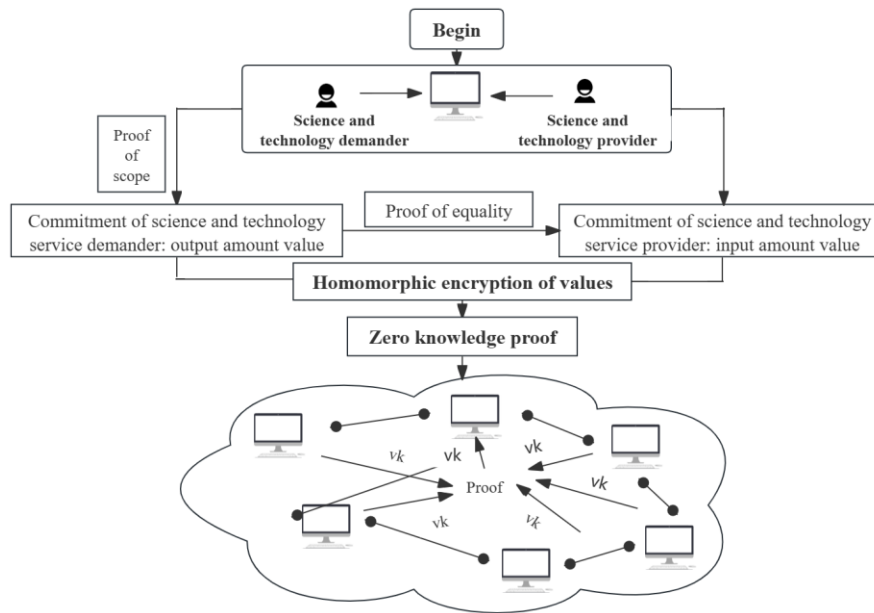 Begin
Science and
technology demander
Science and
technology provider
Proof
of
scope
Commitment of science and technology
service demander: output amount value
Proof of equality
Commitment of science and technology
service provider: input amount value
Homomorphic encryption of values
Zero knowledge proof
vk
vk
vk
vk
Proof
vk
vk